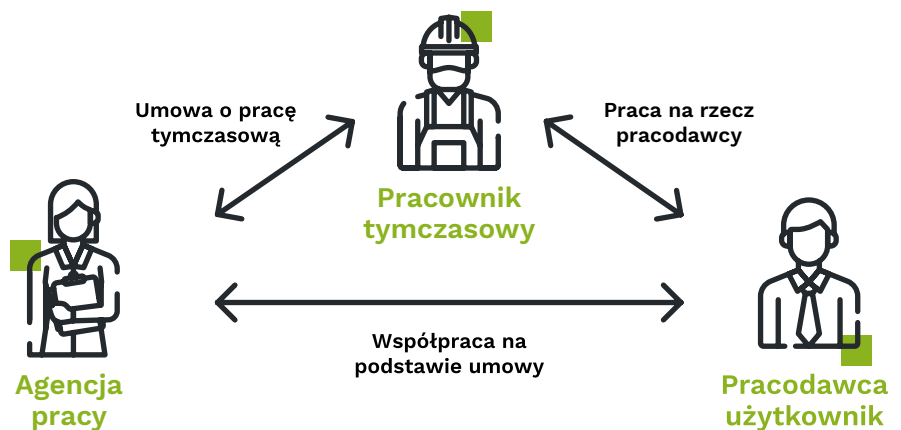 Umowa o pracę
tymczasową
Praca na rzecz
pracodawcy
Pracownik
tymczasowy
Współpraca na
podstawie umowy
Agencja
pracy
Pracodawca
użytkownik